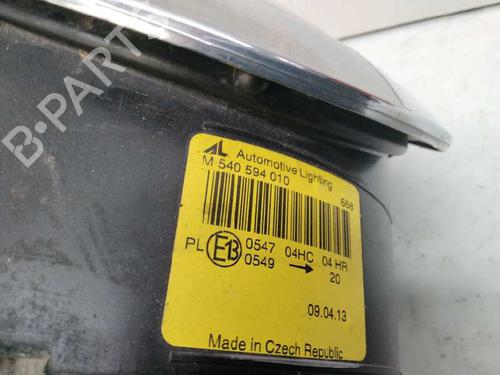 AL Automotive Lighting
M 540 594 010
668
PL E13 0547 04HC 04 HR
0549 → 20
09.04.13
Made in Czech Republic
B-PARTS